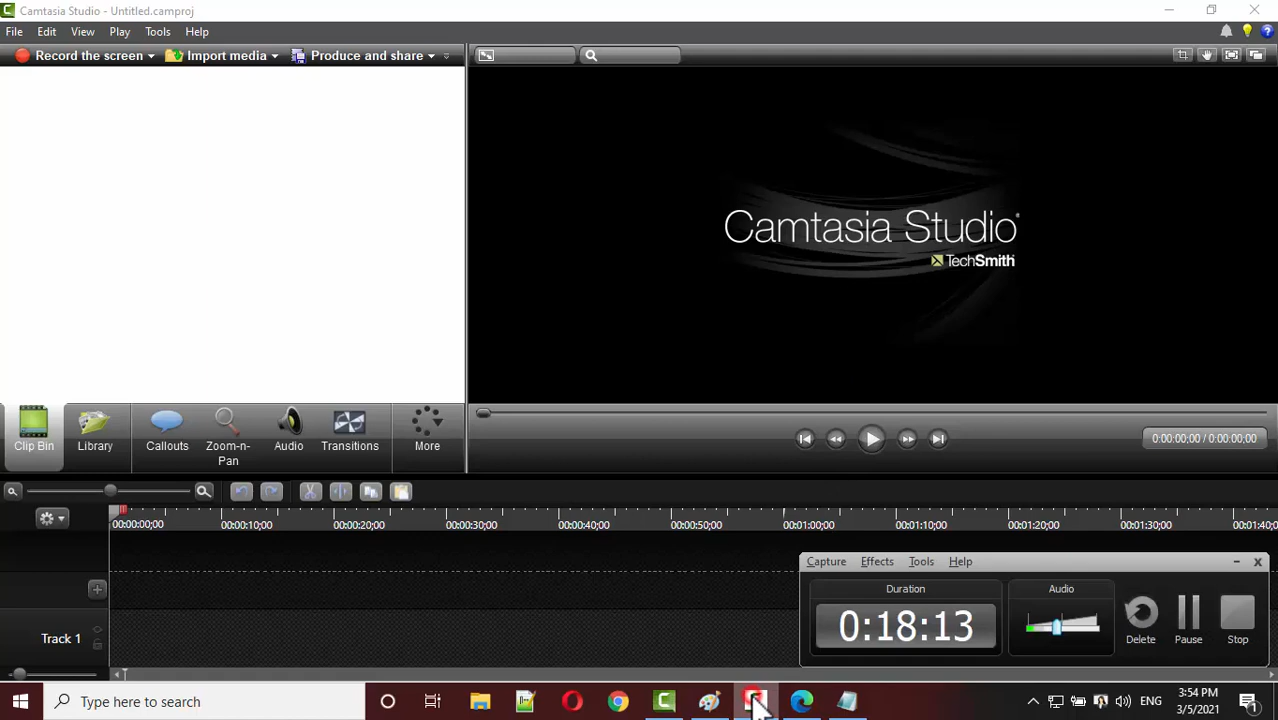 Camtasia Studio - Untitled.camproj
File Edit View Play Tools Help
Record the screen Import media Produce and share
Camtasia Studio®
TechSmith
Clip Bin Library Callouts Zoom-n-Pan Audio Transitions More
0:00:00;00 / 0:00:00;00
00:00:00;00 00:00:10;00 00:00:20;00 00:00:30;00 00:00:40;00 00:00:50;00 00:01:00;00 00:01:10;00 00:01:20;00 00:01:30;00 00:01:40;0
Capture Effects Tools Help
Duration Audio
0:18:13
Delete Pause Stop
Track 1
Type here to search
ENG
3:54 PM
3/5/2021
1